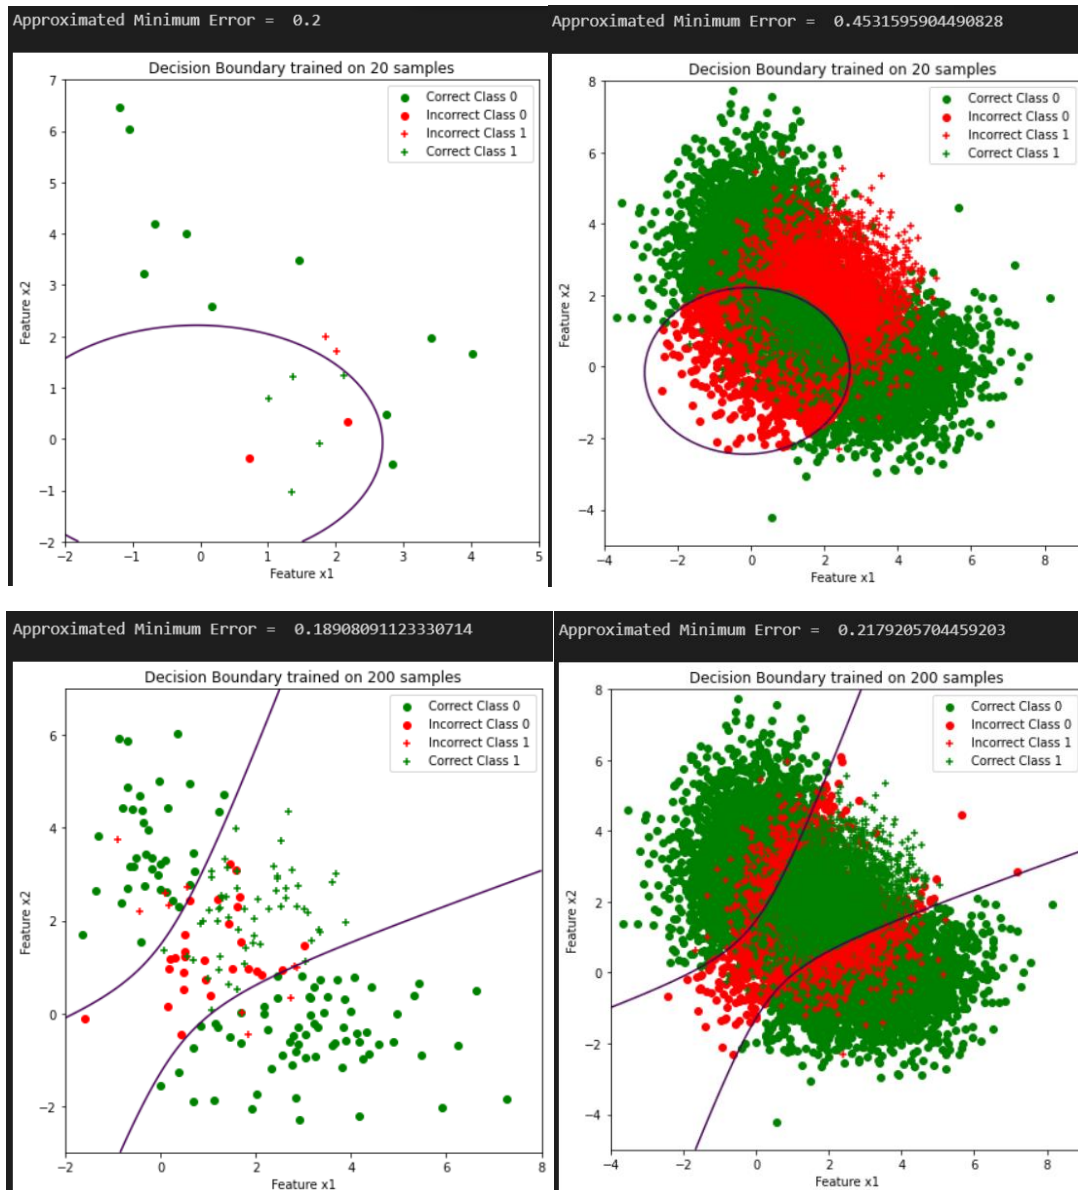 Approximated Minimum Error =  0.2
Decision Boundary trained on 20 samples
Correct Class 0
Incorrect Class 0
Incorrect Class 1
Correct Class 1
7
6
5
4
3
2
1
0
−1
−2
Feature x2
−2 −1 0 1 2 3 4 5
Feature x1
Approximated Minimum Error =  0.4531595904490828
Decision Boundary trained on 20 samples
Correct Class 0
Incorrect Class 0
Incorrect Class 1
Correct Class 1
8
6
4
2
0
−2
−4
Feature x2
−4 −2 0 2 4 6 8
Feature x1
Approximated Minimum Error =  0.18908091123330714
Decision Boundary trained on 200 samples
Correct Class 0
Incorrect Class 0
Incorrect Class 1
Correct Class 1
6
4
2
0
−2
Feature x2
−2 0 2 4 6 8
Feature x1
Approximated Minimum Error =  0.2179205704459203
Decision Boundary trained on 200 samples
Correct Class 0
Incorrect Class 0
Incorrect Class 1
Correct Class 1
8
6
4
2
0
−2
−4
Feature x2
−4 −2 0 2 4 6 8
Feature x1